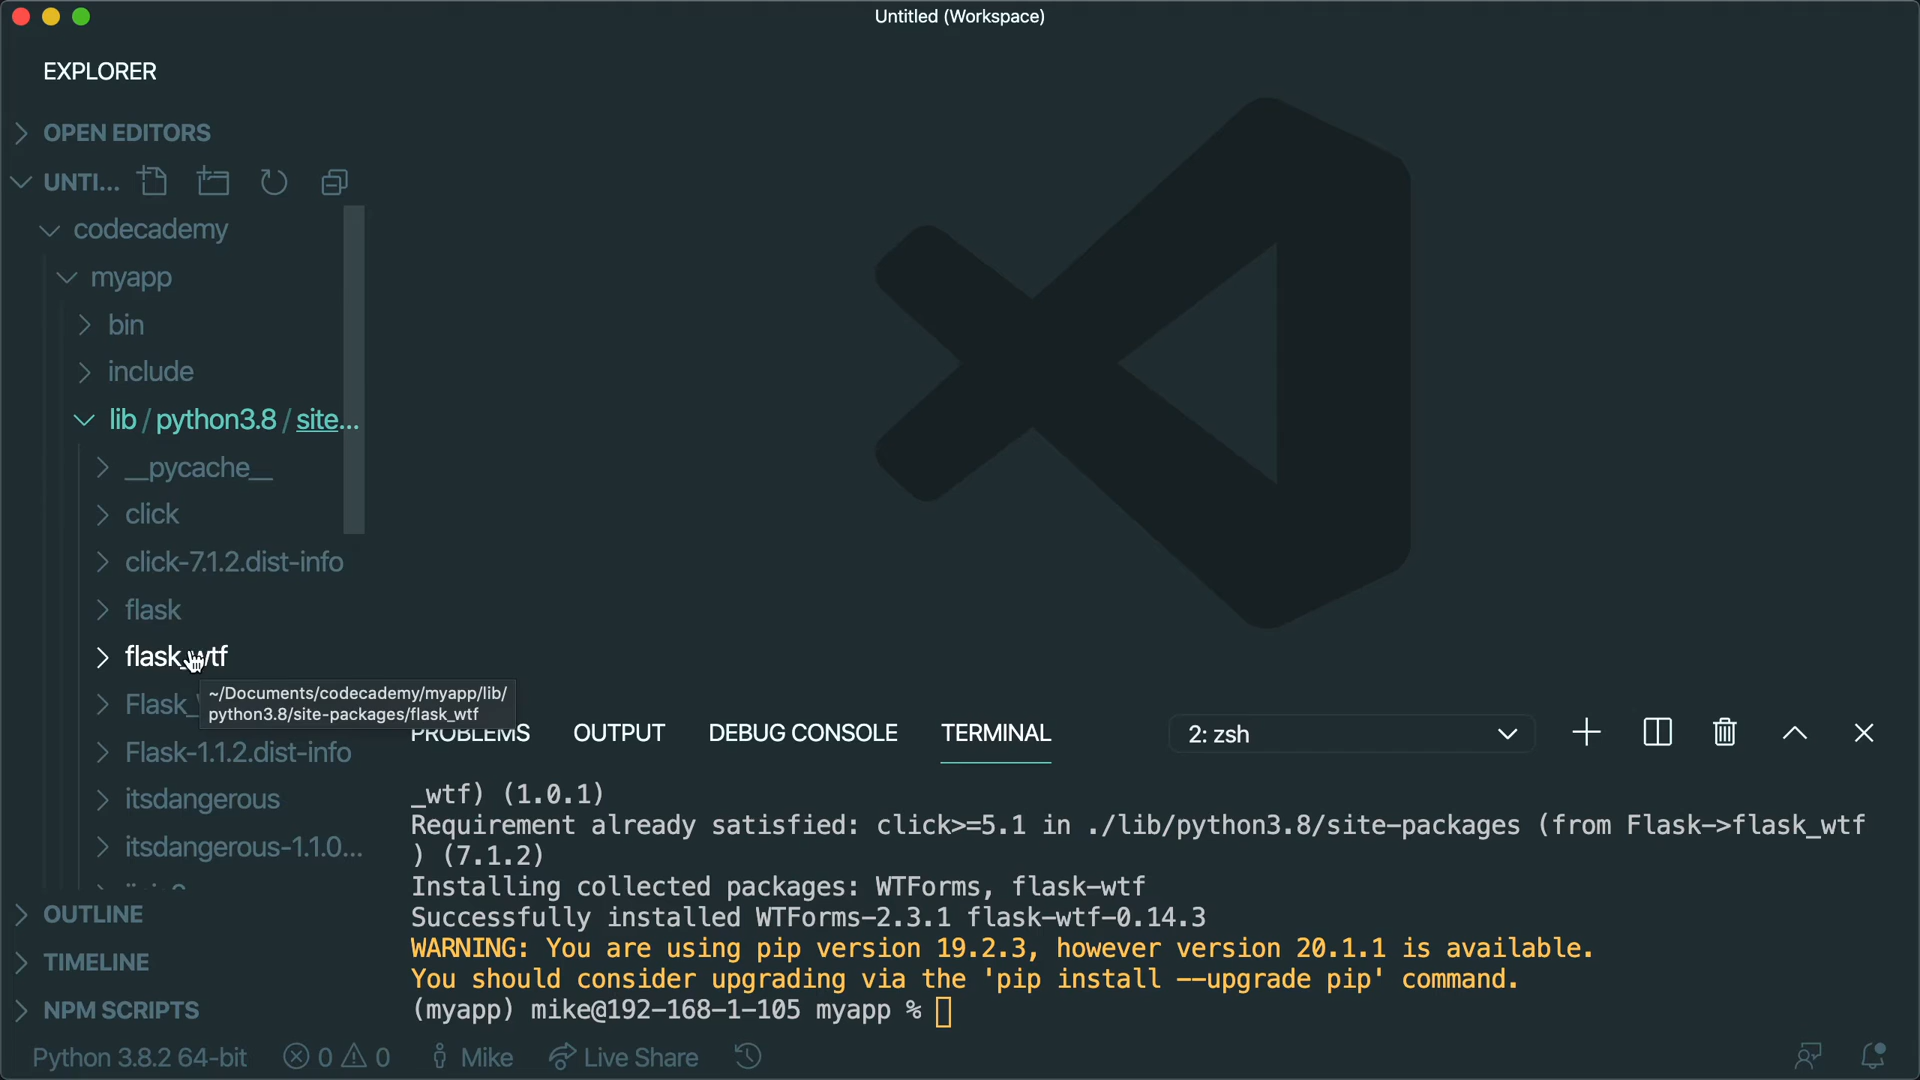 Untitled (Workspace)
EXPLORER
OPEN EDITORS
UNTI...
codecademy
myapp
bin
include
lib / python3.8 / site...
__pycache__
click
click-7.1.2.dist-info
flask
flask_wtf
Flask_
~/Documents/codecademy/myapp/lib/
python3.8/site-packages/flask_wtf
Flask-1.1.2.dist-info
itsdangerous
itsdangerous-1.1.0...
OUTLINE
TIMELINE
NPM SCRIPTS
PROBLEMS OUTPUT DEBUG CONSOLE TERMINAL 2: zsh
_wtf) (1.0.1)
Requirement already satisfied: click>=5.1 in ./lib/python3.8/site-packages (from Flask->flask_wtf
) (7.1.2)
Installing collected packages: WTForms, flask-wtf
Successfully installed WTForms-2.3.1 flask-wtf-0.14.3
WARNING: You are using pip version 19.2.3, however version 20.1.1 is available.
You should consider upgrading via the 'pip install --upgrade pip' command.
(myapp) mike@192-168-1-105 myapp %
Python 3.8.2 64-bit 0 0 Mike Live Share